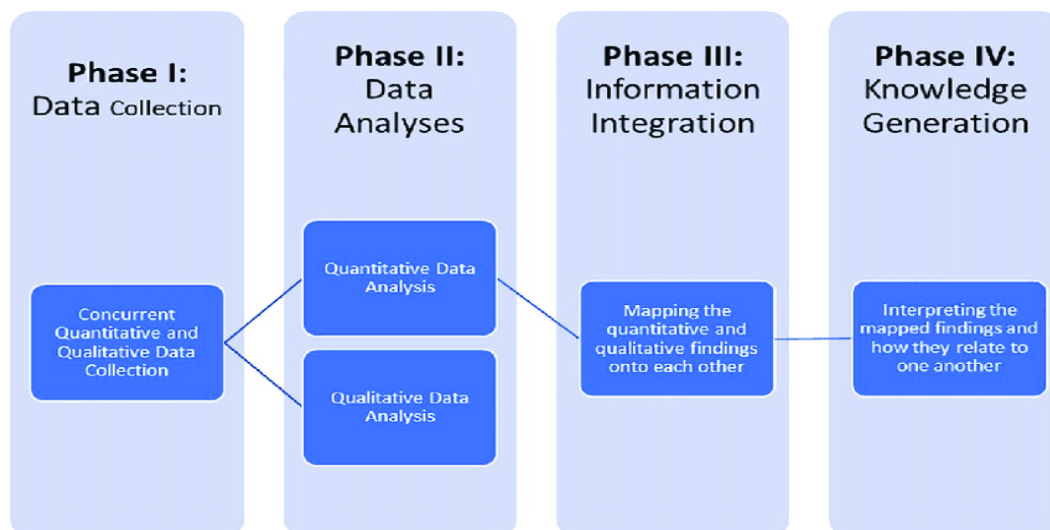 Phase I:
Data Collection
Concurrent
Quantitative and
Qualitative Data
Collection
Phase II:
Data
Analyses
Quantitative Data
Analysis
Qualitative Data
Analysis
Phase III:
Information
Integration
Mapping the
quantitative and
qualitative findings
onto each other
Phase IV:
Knowledge
Generation
Interpreting the
mapped findings and
how they relate to
one another